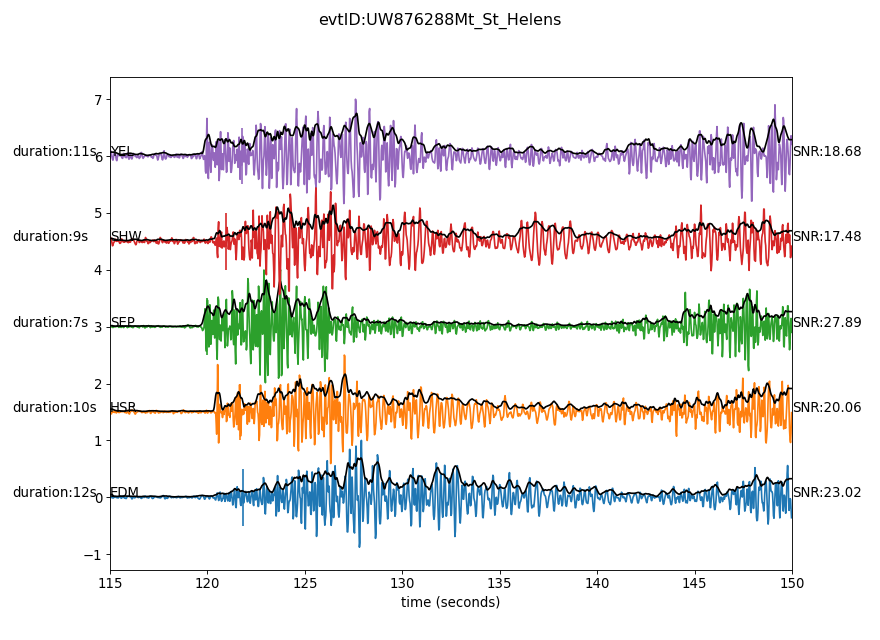 evtID:UW876288Mt_St_Helens
7
duration:11s YEL SNR:18.68
6
5
duration:9s SHW SNR:17.48
4
duration:7s SEP SNR:27.89
3
2
duration:10s HSR SNR:20.06
1
duration:12s EDM SNR:23.02
0
−1
115 120 125 130 135 140 145 150
time (seconds)